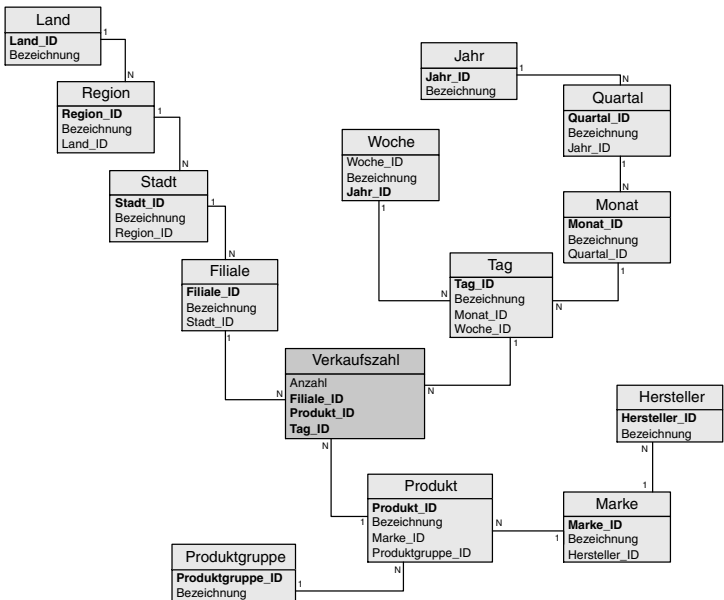 Land
Land_ID
Bezeichnung
1
N
Region
Region_ID
Bezeichnung
Land_ID
1
N
Stadt
Stadt_ID
Bezeichnung
Region_ID
1
N
Filiale
Filiale_ID
Bezeichnung
Stadt_ID
1
N
Jahr
Jahr_ID
Bezeichnung
1
N
Quartal
Quartal_ID
Bezeichnung
Jahr_ID
1
N
Monat
Monat_ID
Bezeichnung
Quartal_ID
1
N
Woche
Woche_ID
Bezeichnung
Jahr_ID
1
N
Tag
Tag_ID
Bezeichnung
Monat_ID
Woche_ID
1
N
Verkaufszahl
Anzahl
Filiale_ID
Produkt_ID
Tag_ID
N
1
Produkt
Produkt_ID
Bezeichnung
Marke_ID
Produktgruppe_ID
N
1
Hersteller
Hersteller_ID
Bezeichnung
N
1
Marke
Marke_ID
Bezeichnung
Hersteller_ID
N
1
Produktgruppe
Produktgruppe_ID
Bezeichnung